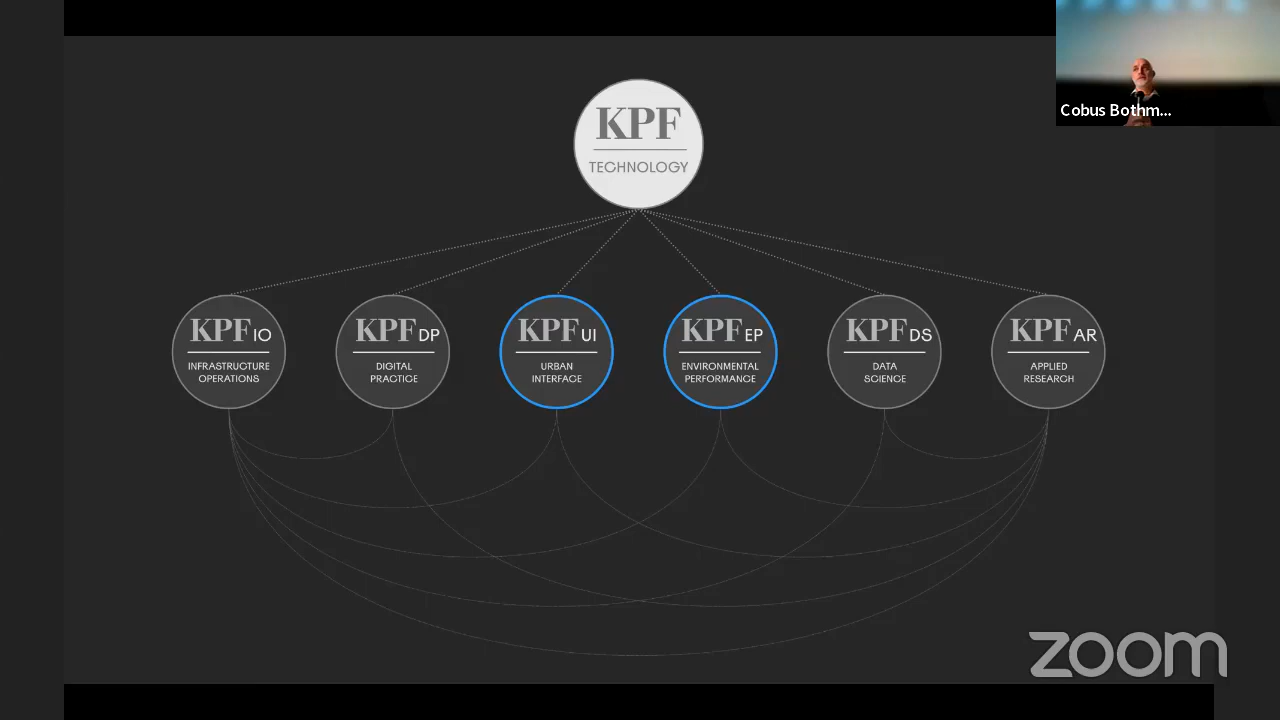 Cobus Bothm...
KPF
TECHNOLOGY
KPF IO
INFRASTRUCTURE
OPERATIONS
KPF DP
DIGITAL
PRACTICE
KPF UI
URBAN
INTERFACE
KPF EP
ENVIRONMENTAL
PERFORMANCE
KPF DS
DATA
SCIENCE
KPF AR
APPLIED
RESEARCH
zoom